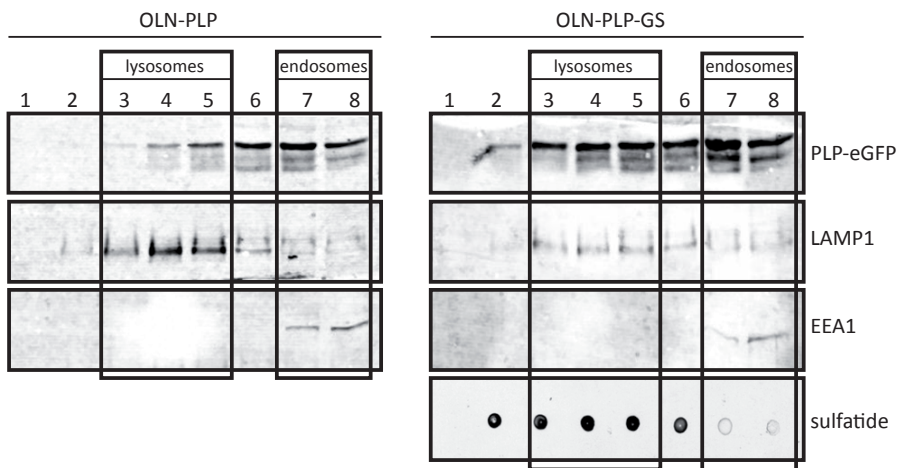 OLN-PLP OLN-PLP-GS
lysosomes endosomes lysosomes endosomes
1 2 3 4 5 6 7 8 1 2 3 4 5 6 7 8
PLP-eGFP
LAMP1
EEA1
sulfatide